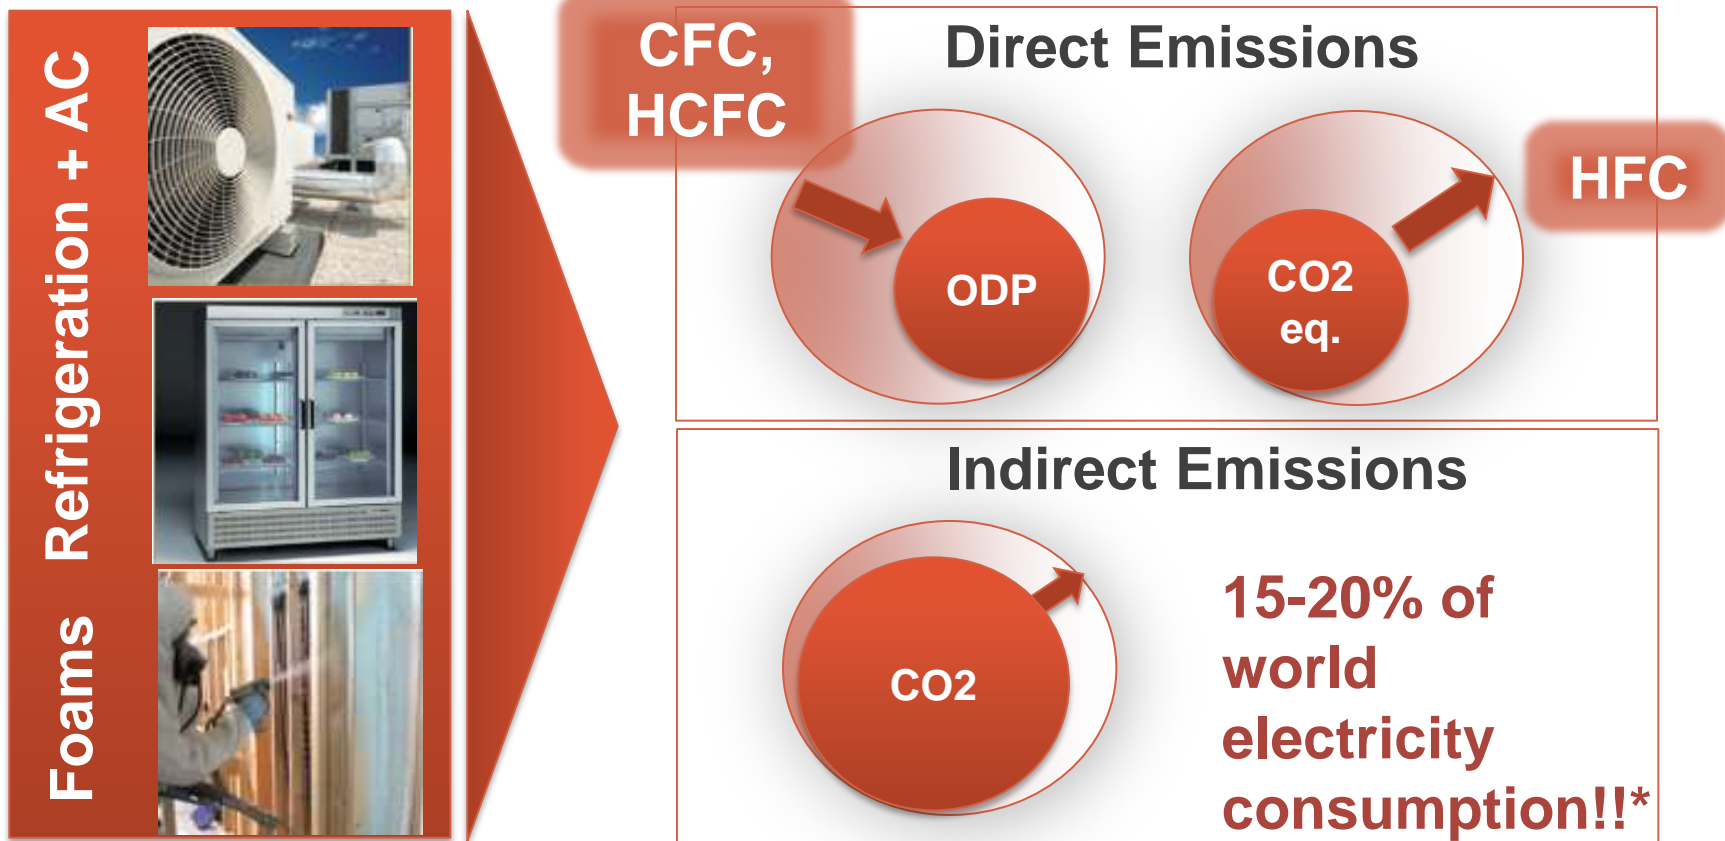 Refrigeration + AC
Foams
CFC,
HCFC
Direct Emissions
HFC
ODP
CO2
eq.
Indirect Emissions
CO2
15-20% of
world
electricity
consumption!!*